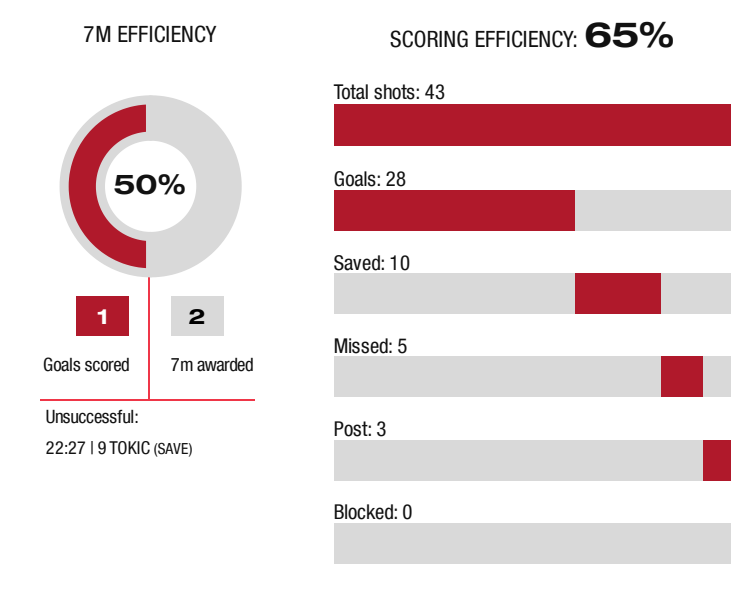 7M EFFICIENCY
50%
1
2
Goals scored
7m awarded
Unsuccessful:
22:27 | 9 TOKIC (SAVE)
SCORING EFFICIENCY: 65%
Total shots: 43
Goals: 28
Saved: 10
Missed: 5
Post: 3
Blocked: 0